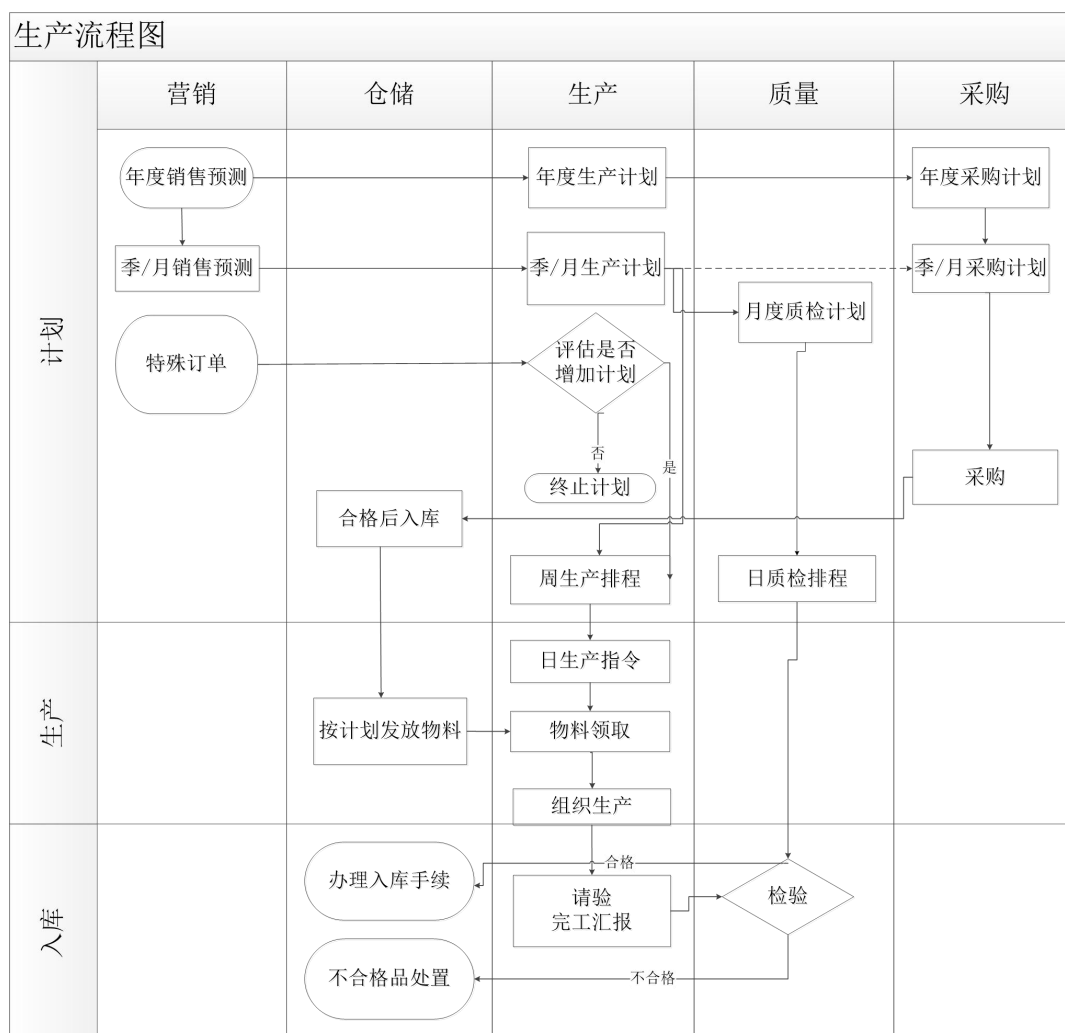 生产流程图
营销
仓储
生产
质量
采购
计划
年度销售预测
年度生产计划
年度采购计划
季/月销售预测
季/月生产计划
季/月采购计划
月度质检计划
特殊订单
评估是否
增加计划
否
是
终止计划
采购
合格后入库
周生产排程
日质检排程
生产
日生产指令
按计划发放物料
物料领取
组织生产
入库
合格
办理入库手续
请验
完工汇报
检验
不合格品处置
不合格